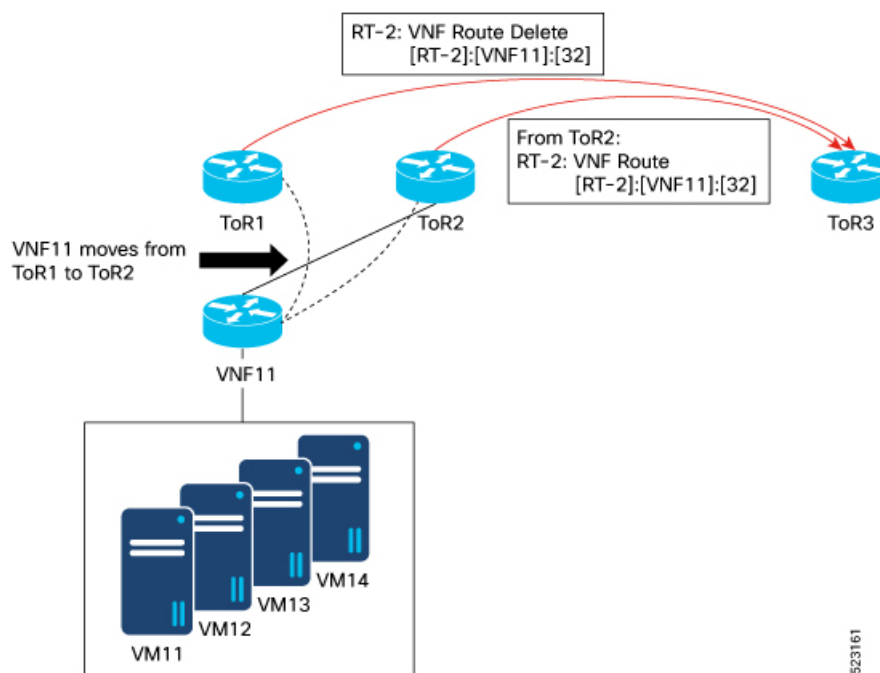 RT-2: VNF Route Delete
[RT-2]:[VNF11]:[32]
From ToR2:
RT-2: VNF Route
[RT-2]:[VNF11]:[32]
ToR1
ToR2
ToR3
VNF11 moves from
ToR1 to ToR2
VNF11
VM14
VM13
VM12
VM11
523161